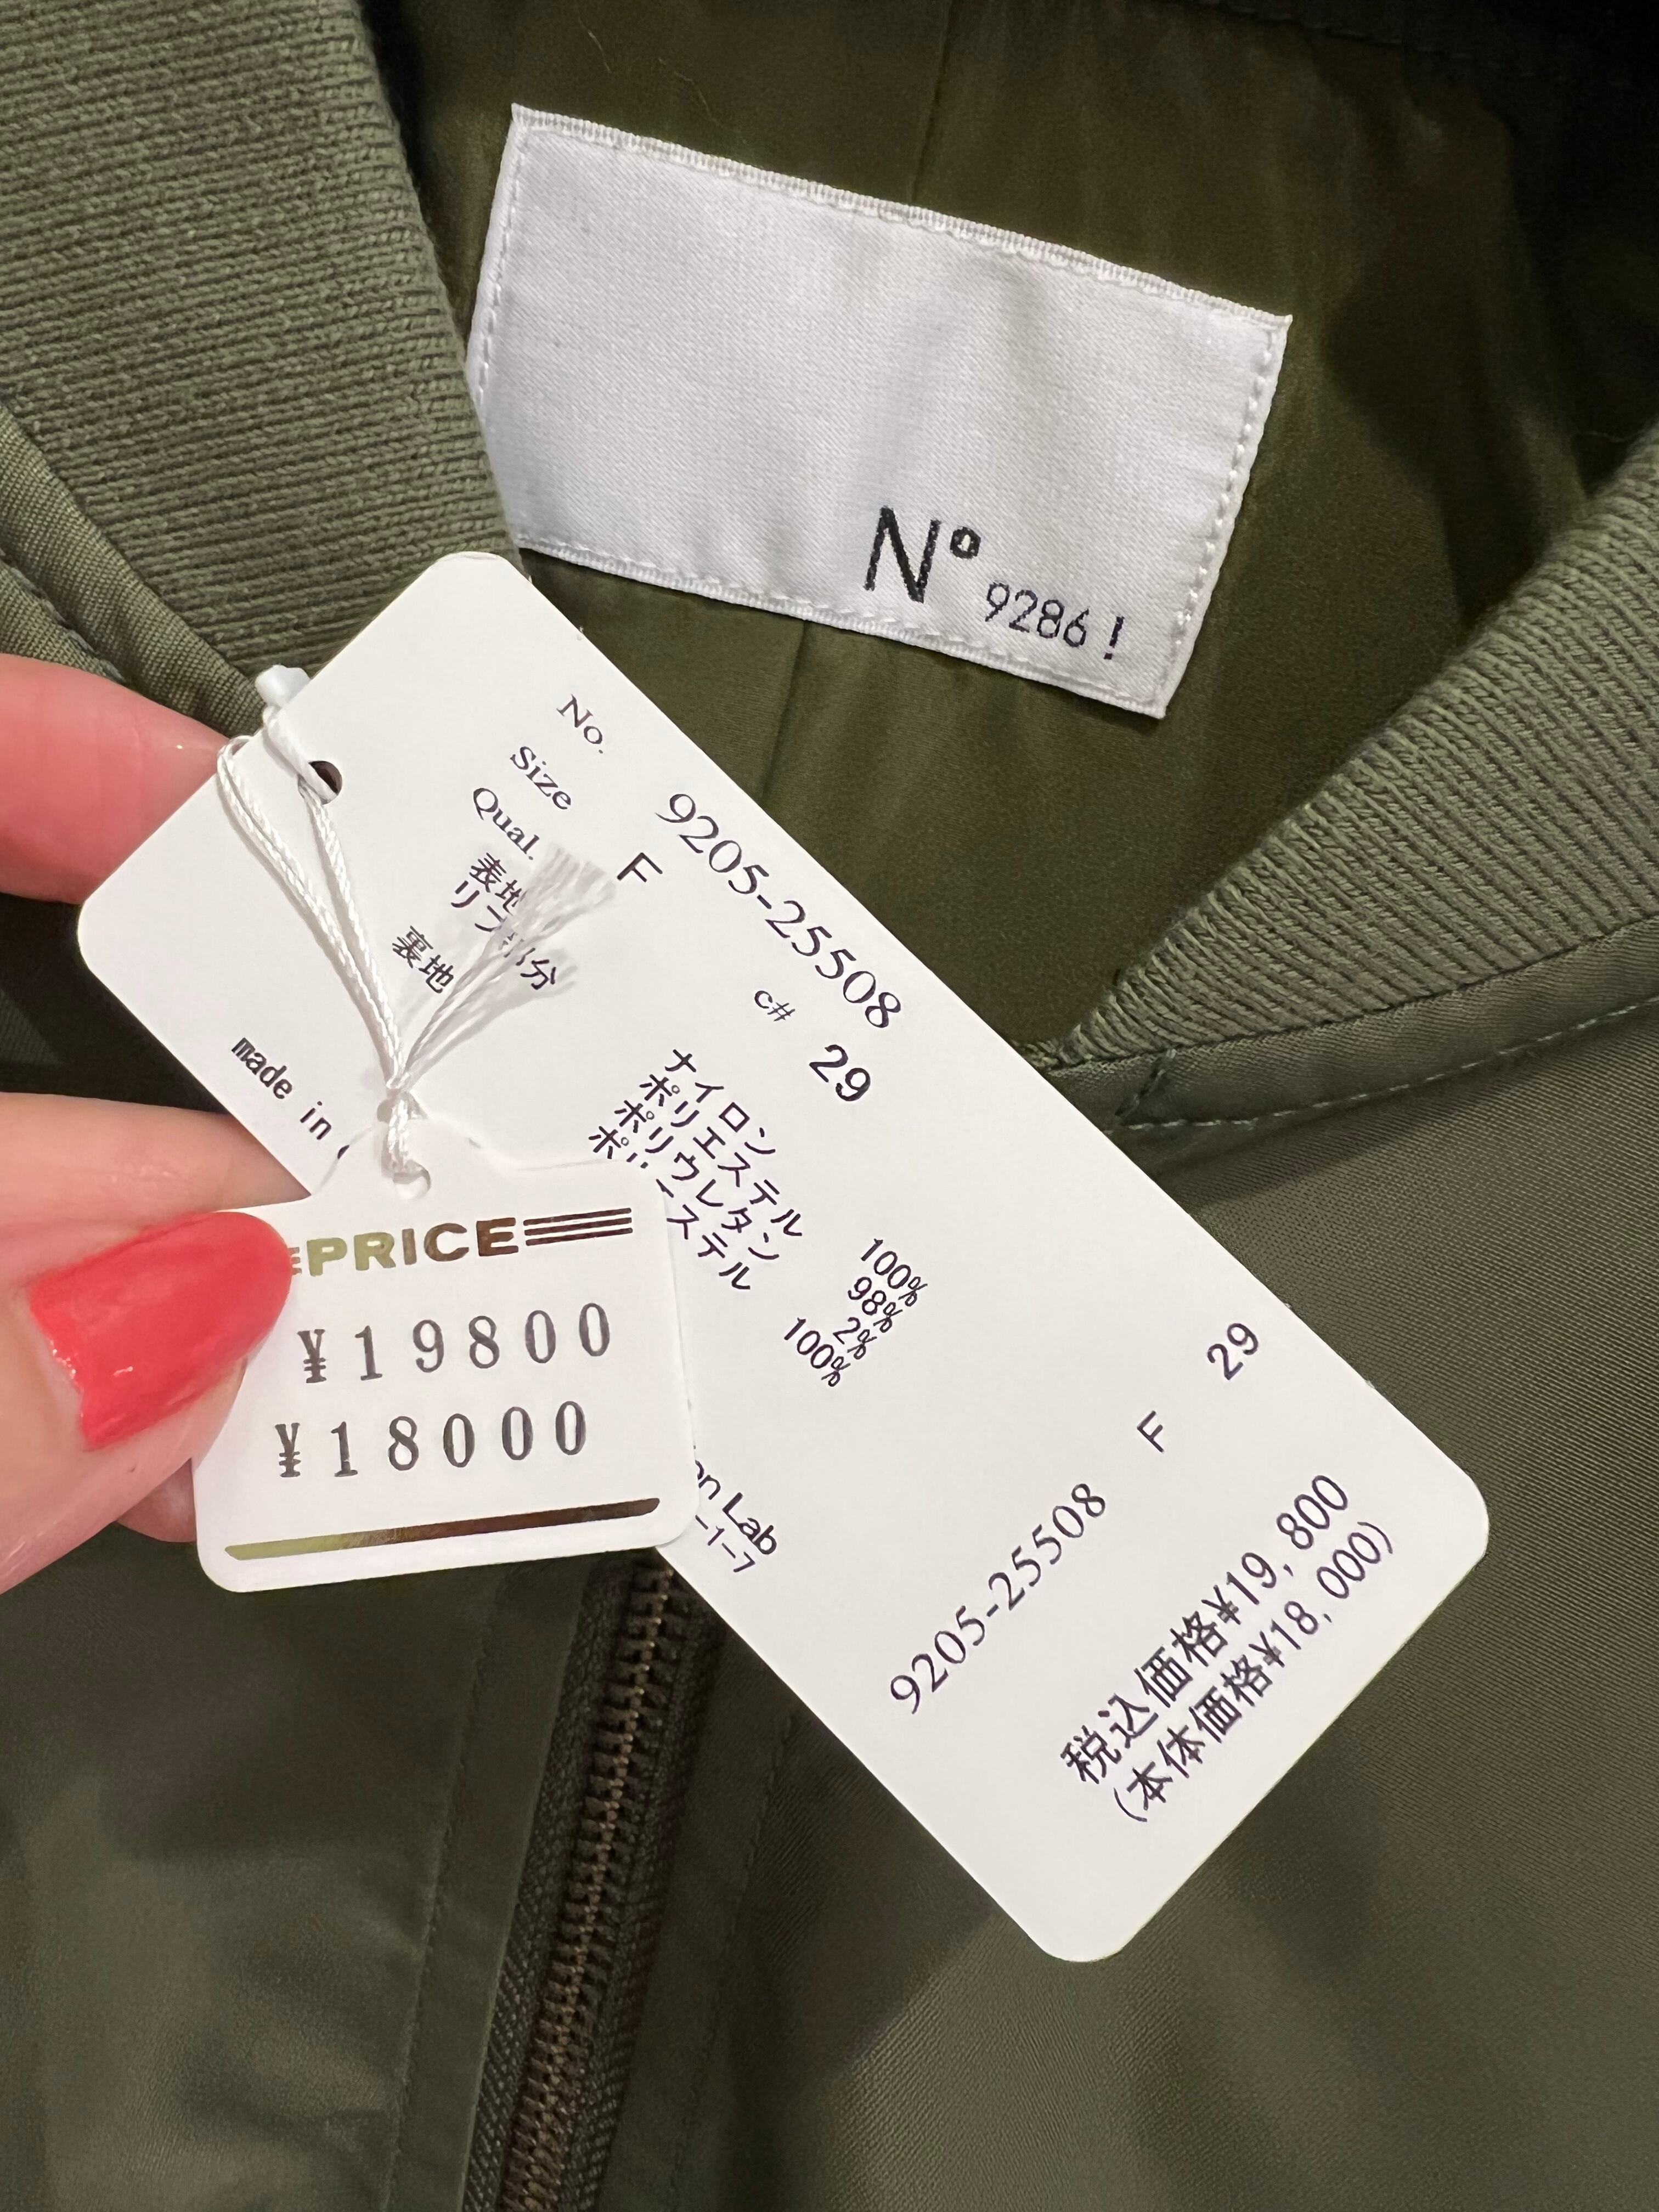 N° 9286 !
No. 9205-25508
Size F c# 29
Qual.
表地 ナイロン 100%
リブ部分 ポリエステル 98%
ポリウレタン 2%
裏地 ポリエステル 100%
made in
Lab
-1-7
PRICE
¥19800
¥18000
9205-25508 F 29
税込価格¥19,800
(本体価格¥18,000)